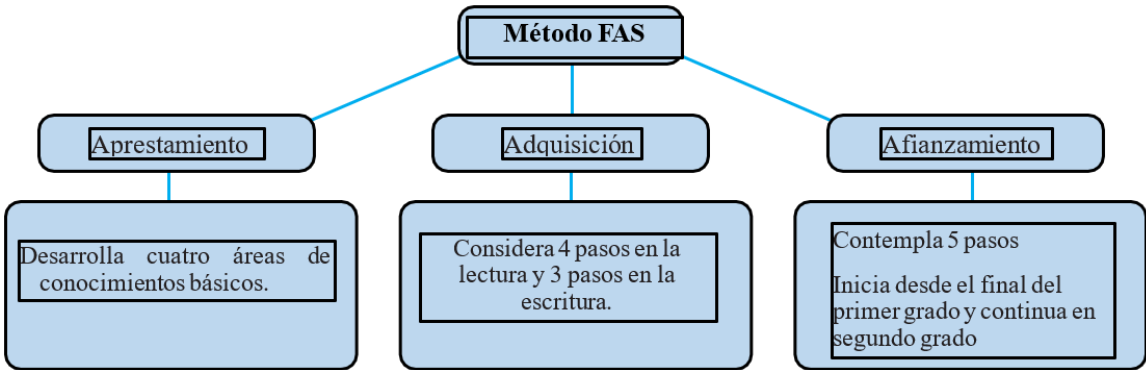 Método FAS
Aprestamiento
Adquisición
Afianzamiento
Desarrolla cuatro áreas de
conocimientos básicos.
Considera 4 pasos en la
lectura y 3 pasos en la
escritura.
Contempla 5 pasos
Inicia desde el final del
primer grado y continua en
segundo grado